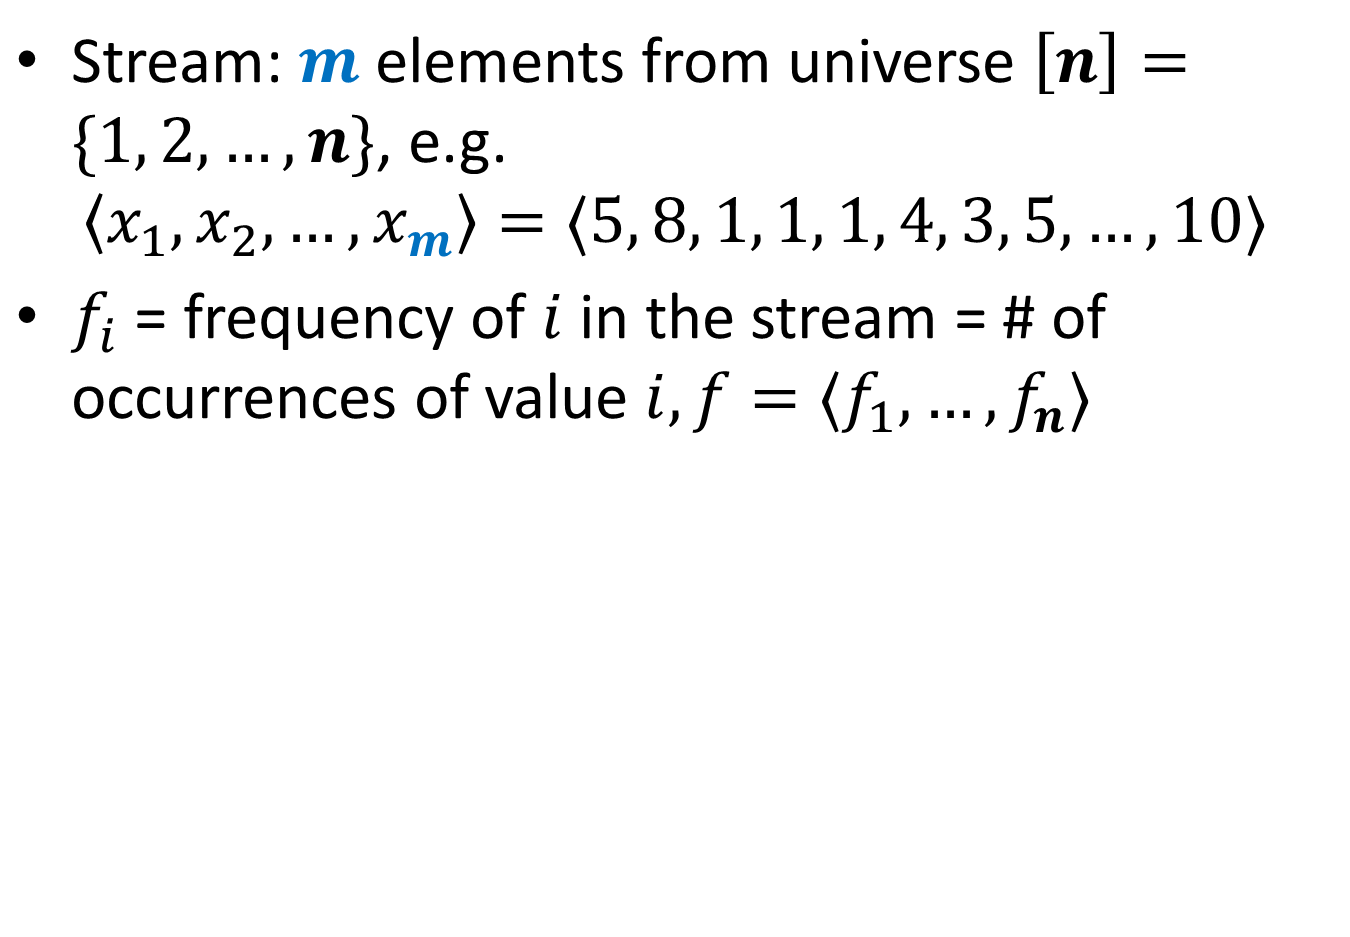 • Stream: m elements from universe [n] =
{1, 2, … , n}, e.g.
⟨x₁, x₂, … , xₘ⟩ = ⟨5, 8, 1, 1, 1, 4, 3, 5, … , 10⟩
• fᵢ = frequency of i in the stream = # of
occurrences of value i, f = ⟨f₁, … , fₙ⟩